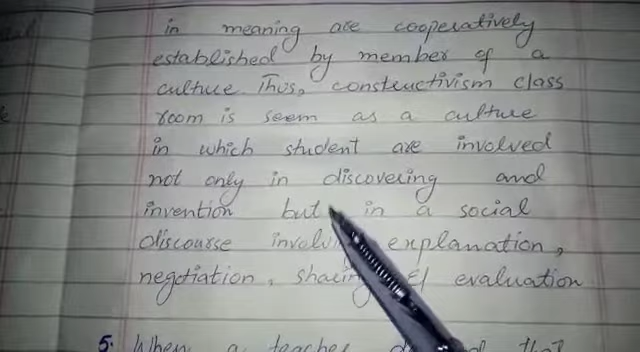 in meaning are cooperatively
established by member of a
culture Thus, constructivism class
room is seem as a culture
in which student are involved
not only in discovering and
invention but in a social
discourse explanation,
negotiation, & evaluation
5. When a teacher that